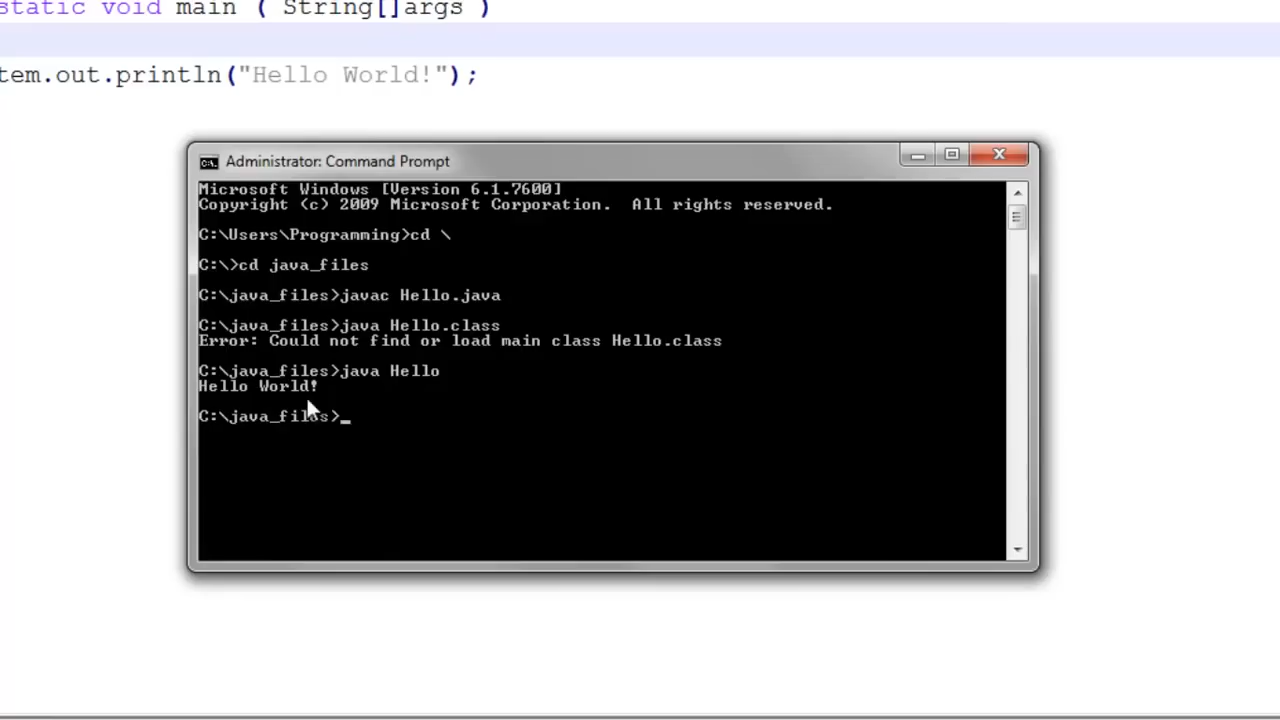 static void main ( String[]args )
tem.out.println("Hello World!");
Administrator: Command Prompt
Microsoft Windows [Version 6.1.7600]
Copyright (c) 2009 Microsoft Corporation.  All rights reserved.
C:\Users\Programming>cd \
C:\>cd java_files
C:\java_files>javac Hello.java
C:\java_files>java Hello.class
Error: Could not find or load main class Hello.class
C:\java_files>java Hello
Hello World!
C:\java_files>_